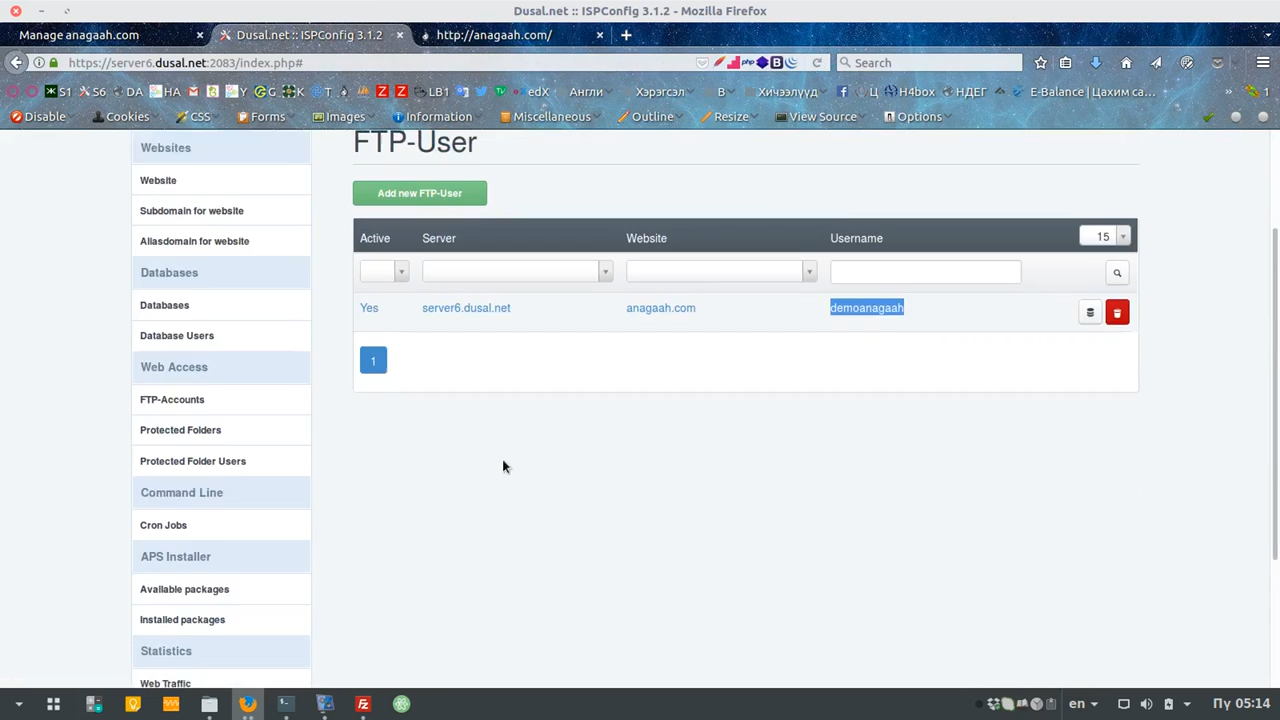 Dusal.net :: ISPConfig 3.1.2 - Mozilla Firefox
Manage anagaah.com
Dusal.net :: ISPConfig 3.1.2
http://anagaah.com/
https://server6.dusal.net:2083/index.php#
Search
S1 S6 DA HA Y G K T LB1 edX Англи Хэрэгсэл В Хичээлүүд Ц H4box НДЕГ E-Balance | Цахим са...
» 1
Disable Cookies CSS Forms Images Information Miscellaneous Outline Resize View Source Options
Websites
Website
Subdomain for website
Aliasdomain for website
Databases
Databases
Database Users
Web Access
FTP-Accounts
Protected Folders
Protected Folder Users
Command Line
Cron Jobs
APS Installer
Available packages
Installed packages
Statistics
Web Traffic
FTP-User
Add new FTP-User
Active Server Website Username 15
Yes server6.dusal.net anagaah.com demoanagaah
1
en Пү 05:14